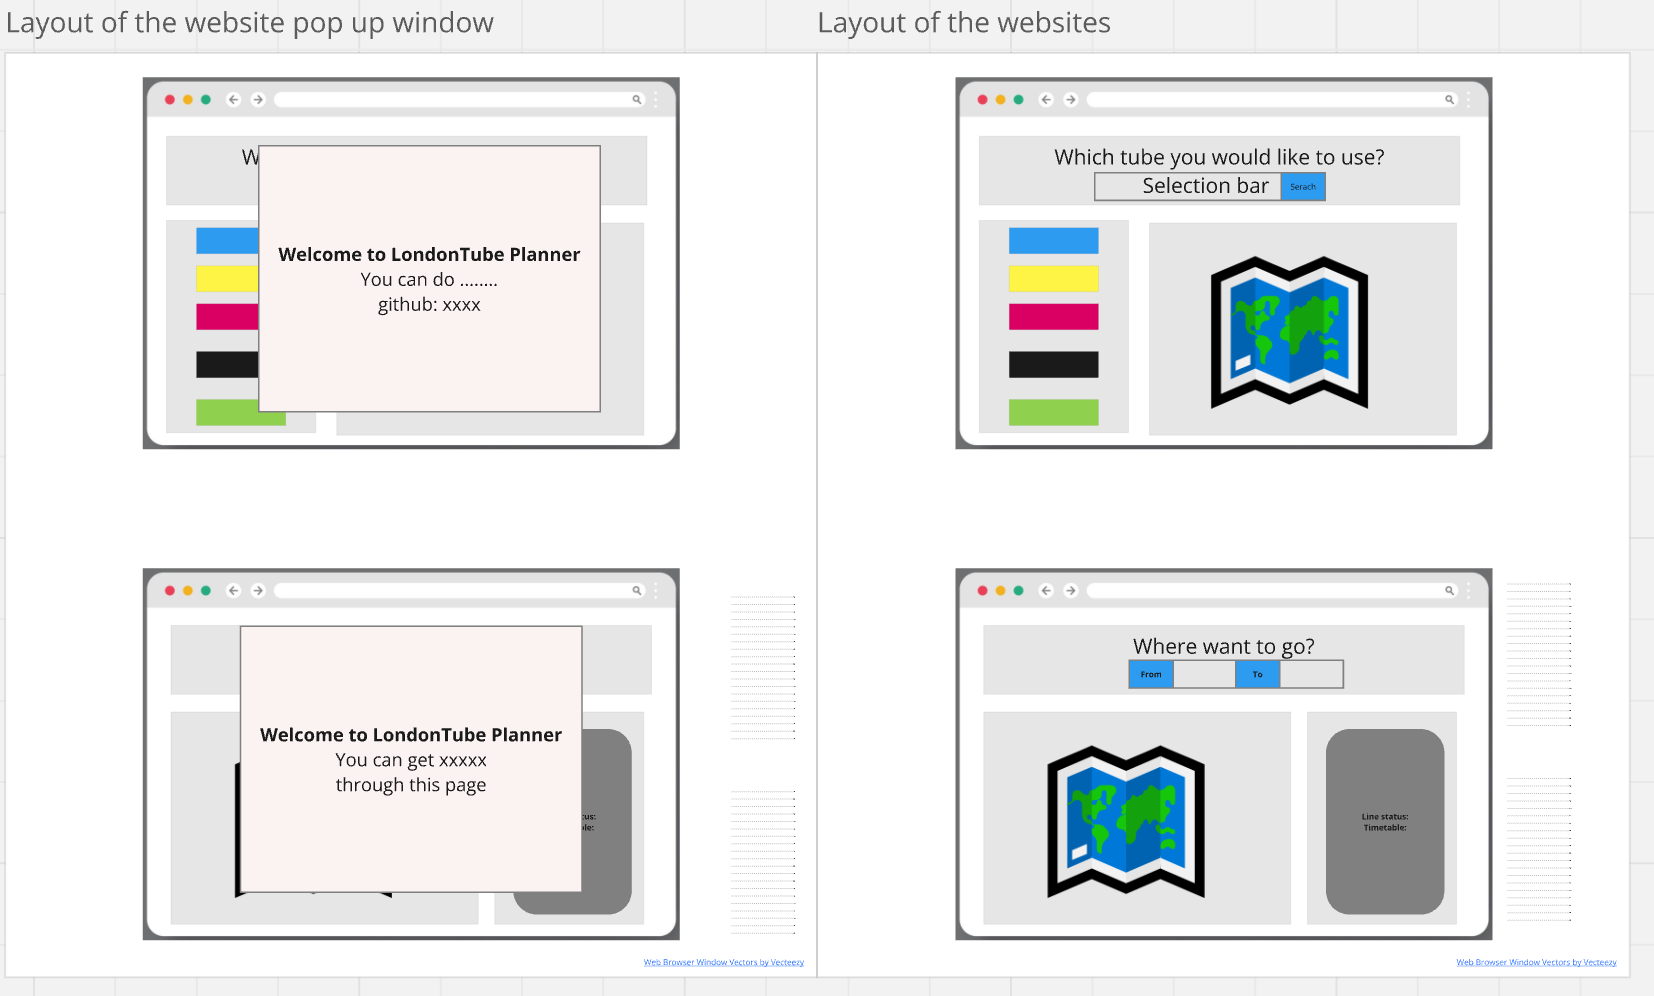 Layout of the website pop up window
W
Welcome to LondonTube Planner
You can do ........
github: xxxx
Welcome to LondonTube Planner
You can get xxxxx
through this page
tus:
le:
Web Browser Window Vectors by Vecteezy
Layout of the websites
Which tube you would like to use?
Selection bar
Serach
Where want to go?
From
To
Line status:
Timetable:
Web Browser Window Vectors by Vecteezy